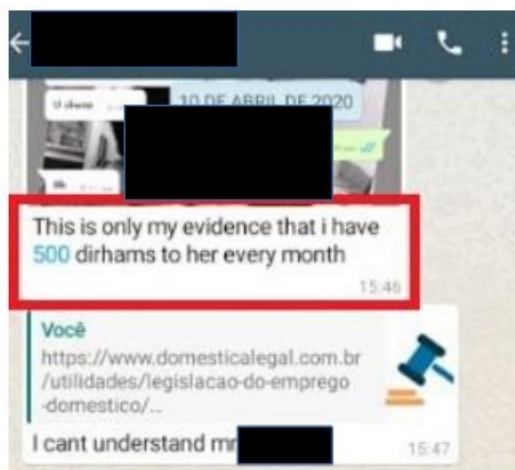 10 DE ABRIL DE 2020
This is only my evidence that i have
500 dirhams to her every month
15:46
Você
https://www.domesticalegal.com.br
/utilidades/legislacao-do-emprego
-domestico/...
I cant understand mr
15:47